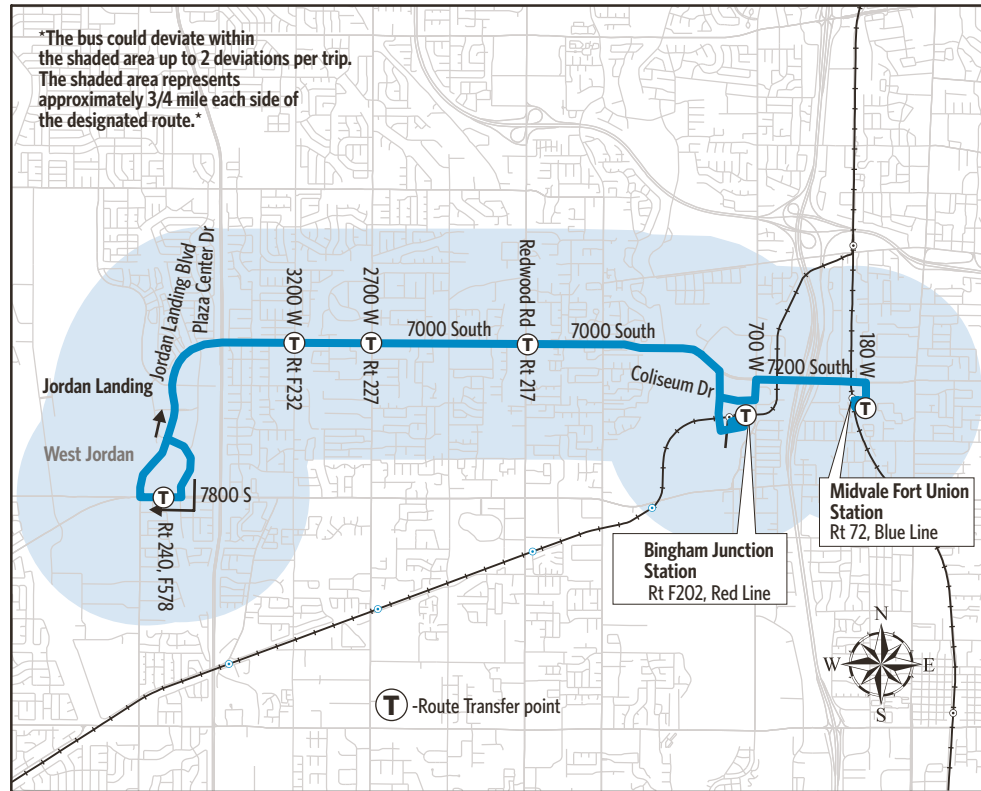 *The bus could deviate within
the shaded area up to 2 deviations per trip.
The shaded area represents
approximately 3/4 mile each side of
the designated route.*
Jordan Landing Blvd
Plaza Center Dr
3200 W
T
Rt F232
2700 W
T
Rt 227
7000 South
Redwood Rd
T
Rt 217
7000 South
Coliseum Dr
700 W
7200 South
180 W
T
T
Jordan Landing
West Jordan
T
7800 S
Rt 240, F578
Midvale Fort Union
Station
Rt 72, Blue Line
Bingham Junction
Station
Rt F202, Red Line
N
W
E
S
T -Route Transfer point